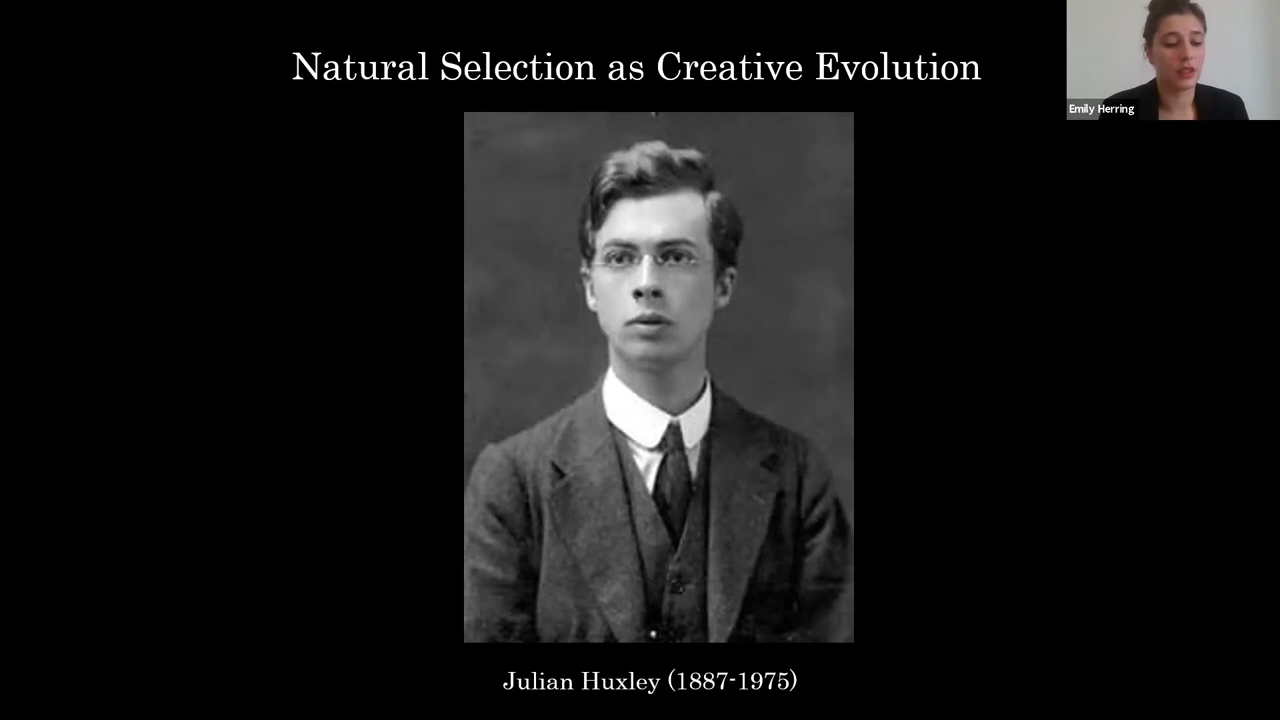 Natural Selection as Creative Evolution
Emily Herring
Julian Huxley (1887-1975)